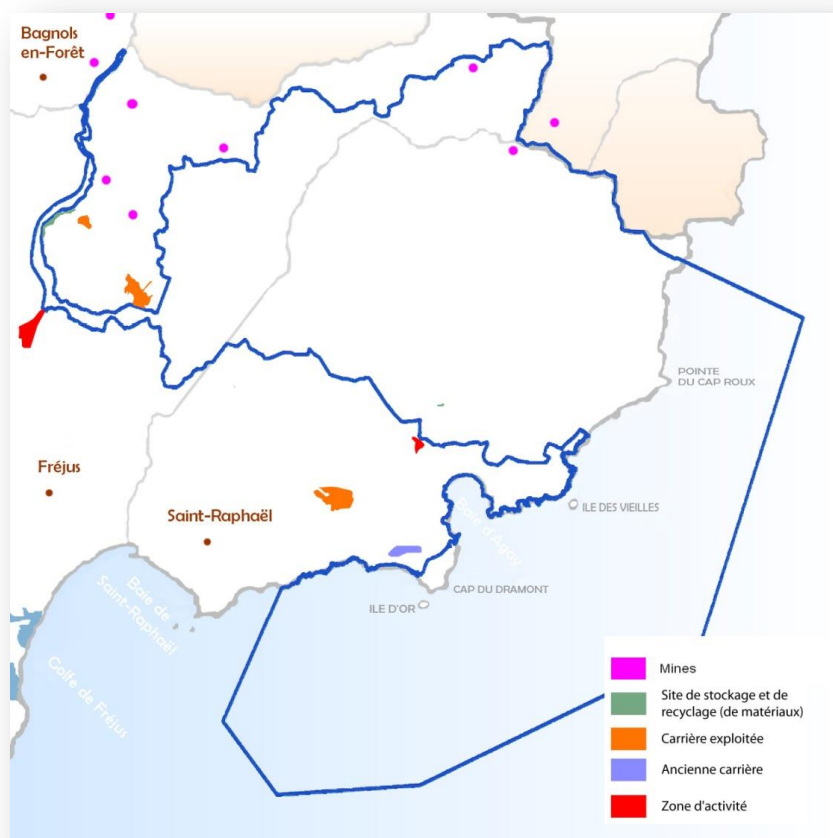 Bagnols
en-Forêt
POINTE
DU CAP ROUX
Fréjus
Saint-Raphaël
ILE DES VIEILLES
Baie d'Agay
CAP DU DRAMONT
ILE D'OR
Baie de
Saint-Raphaël
Golfe de Fréjus
Mines
Site de stockage et de
recyclage (de matériaux)
Carrière exploitée
Ancienne carrière
Zone d'activité